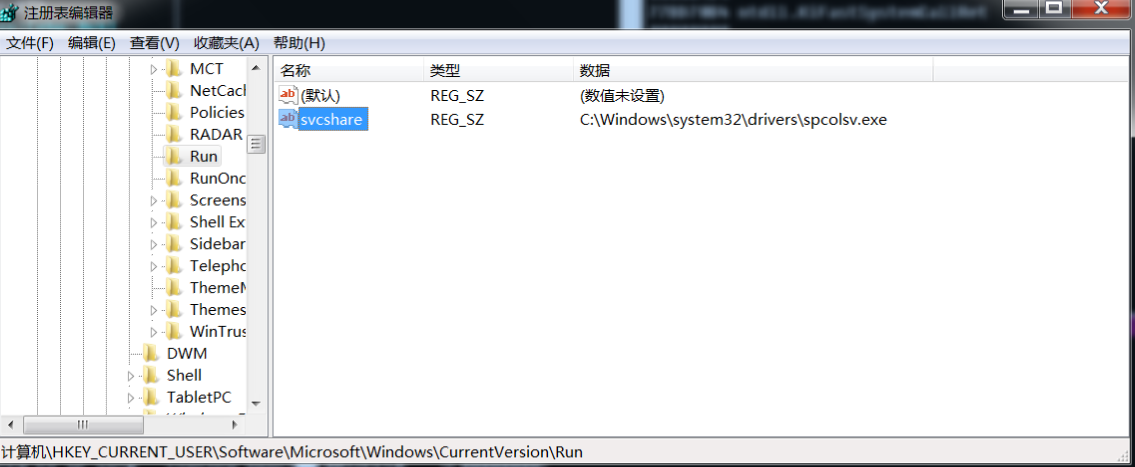 注册表编辑器
文件(F) 编辑(E) 查看(V) 收藏夹(A) 帮助(H)
名称 类型 数据
(默认) REG_SZ (数值未设置)
svcshare REG_SZ C:\Windows\system32\drivers\spcolsv.exe
MCT
NetCacl
Policies
RADAR
Run
RunOnc
Screens
Shell Ex
Sidebar
Telepho
ThemeM
Themes
WinTrus
DWM
Shell
TabletPC
计算机\HKEY_CURRENT_USER\Software\Microsoft\Windows\CurrentVersion\Run